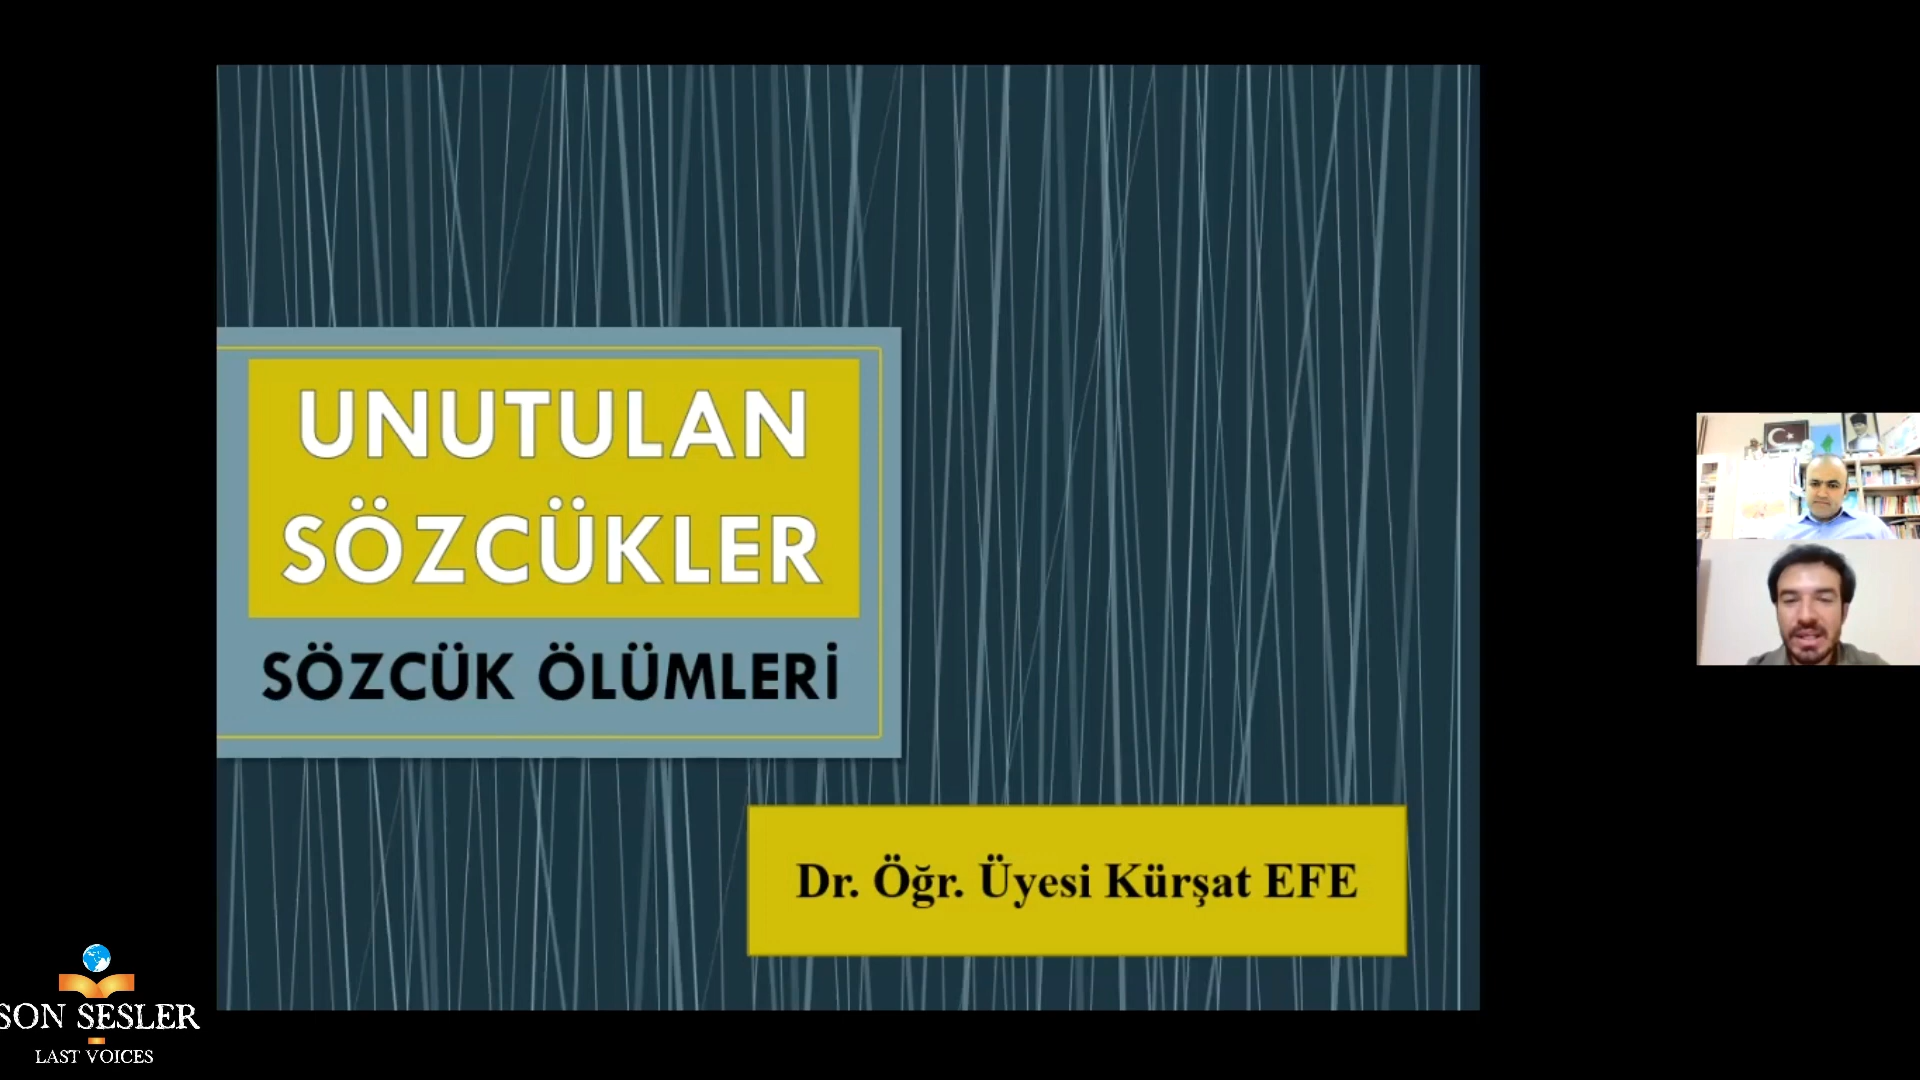 UNUTULAN
SÖZCÜKLER
SÖZCÜK ÖLÜMLERİ
Dr. Öğr. Üyesi Kürşat EFE
SON SESLER
LAST VOICES